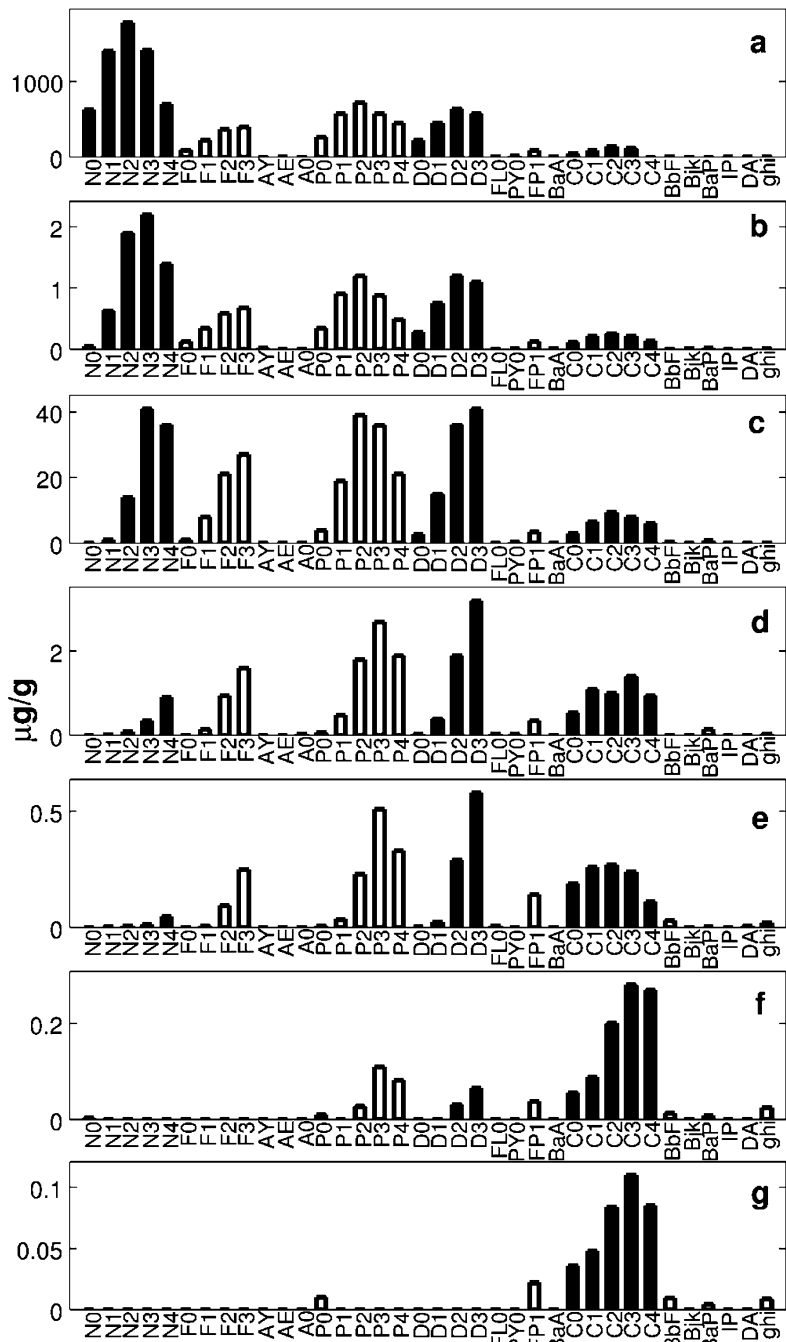 a
1000
0
N0 N1 N2 N3 N4 F0 F1 F2 F3 AY AE A0 P0 P1 P2 P3 P4 D0 D1 D2 D3 FL0 PY0 FP1 BaA C0 C1 C2 C3 C4 BbF Bjk BaP IP DA ghi
b
2
1
0
N0 N1 N2 N3 N4 F0 F1 F2 F3 AY AE A0 P0 P1 P2 P3 P4 D0 D1 D2 D3 FL0 PY0 FP1 BaA C0 C1 C2 C3 C4 BbF Bjk BaP IP DA ghi
c
40
20
0
N0 N1 N2 N3 N4 F0 F1 F2 F3 AY AE A0 P0 P1 P2 P3 P4 D0 D1 D2 D3 FL0 PY0 FP1 BaA C0 C1 C2 C3 C4 BbF Bjk BaP IP DA ghi
d
2
0
µg/g
N0 N1 N2 N3 N4 F0 F1 F2 F3 AY AE A0 P0 P1 P2 P3 P4 D0 D1 D2 D3 FL0 PY0 FP1 BaA C0 C1 C2 C3 C4 BbF Bjk BaP IP DA ghi
e
0.5
0
N0 N1 N2 N3 N4 F0 F1 F2 F3 AY AE A0 P0 P1 P2 P3 P4 D0 D1 D2 D3 FL0 PY0 FP1 BaA C0 C1 C2 C3 C4 BbF Bjk BaP IP DA ghi
f
0.2
0
N0 N1 N2 N3 N4 F0 F1 F2 F3 AY AE A0 P0 P1 P2 P3 P4 D0 D1 D2 D3 FL0 PY0 FP1 BaA C0 C1 C2 C3 C4 BbF Bjk BaP IP DA ghi
g
0.1
0.05
0
N0 N1 N2 N3 N4 F0 F1 F2 F3 AY AE A0 P0 P1 P2 P3 P4 D0 D1 D2 D3 FL0 PY0 FP1 BaA C0 C1 C2 C3 C4 BbF Bjk BaP IP DA ghi